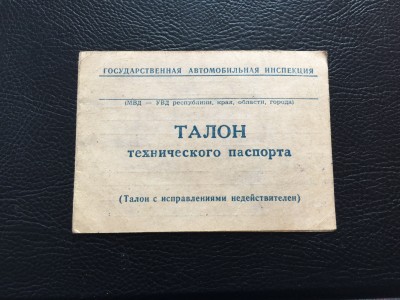 ГОСУДАРСТВЕННАЯ АВТОМОБИЛЬНАЯ ИНСПЕКЦИЯ
(МВД — УВД республики, края, области, города)
ТАЛОН
технического паспорта
(Талон с исправлениями недействителен)